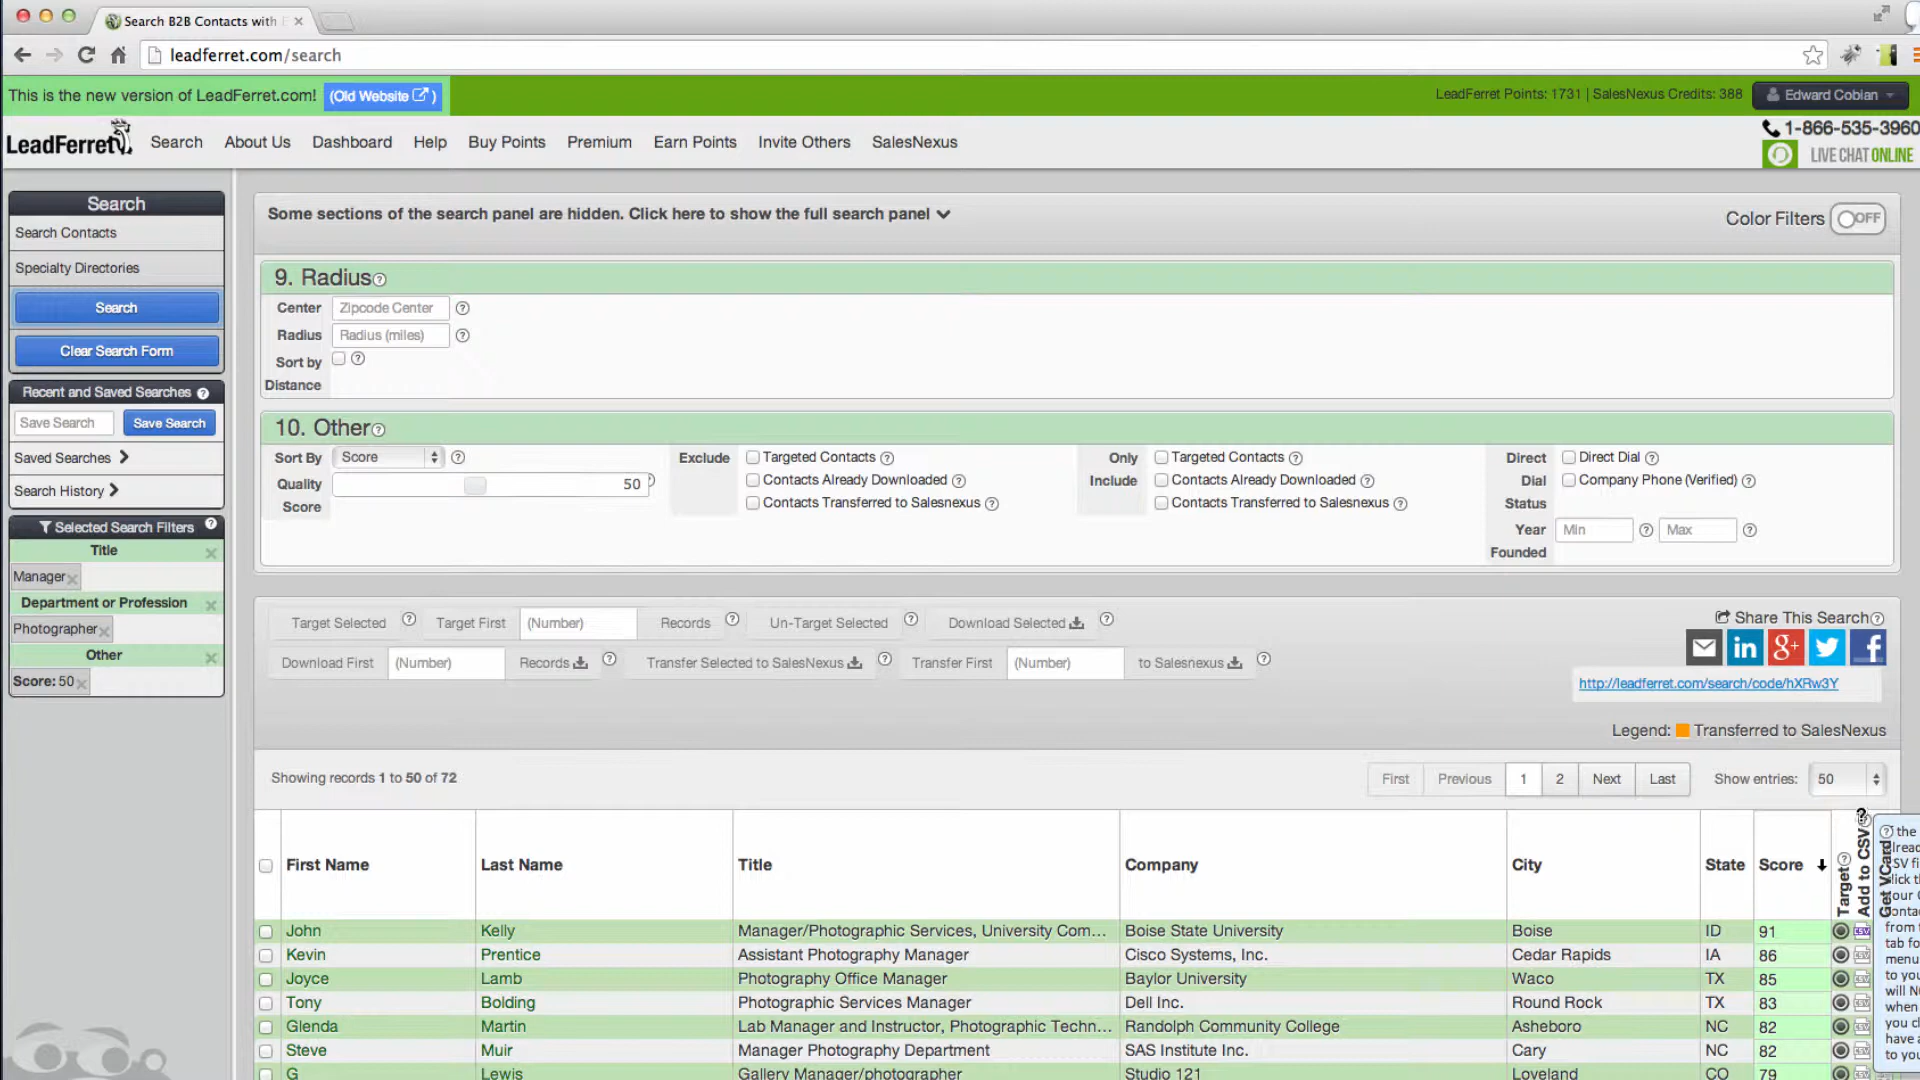 Search B2B Contacts with
leadferret.com/search
This is the new version of LeadFerret.com! (Old Website)
LeadFerret Points: 1731 | SalesNexus Credits: 388
Edward Cobian
LeadFerret
Search
About Us
Dashboard
Help
Buy Points
Premium
Earn Points
Invite Others
SalesNexus
1-866-535-3960
LIVE CHAT ONLINE
Search
Search Contacts
Specialty Directories
Search
Clear Search Form
Recent and Saved Searches
Save Search
Save Search
Saved Searches
Search History
Selected Search Filters
Title
Manager
Department or Profession
Photographer
Other
Score: 50
Some sections of the search panel are hidden. Click here to show the full search panel
Color Filters OFF
9. Radius
Center Zipcode Center
Radius Radius (miles)
Sort by
Distance
10. Other
Sort By Score
Quality 50
Score
Exclude
Targeted Contacts
Contacts Already Downloaded
Contacts Transferred to Salesnexus
Only
Include
Targeted Contacts
Contacts Already Downloaded
Contacts Transferred to Salesnexus
Direct
Dial
Status
Direct Dial
Company Phone (Verified)
Year
Founded
Min
Max
Target Selected
Target First (Number) Records
Un-Target Selected
Download Selected
Download First (Number) Records
Transfer Selected to SalesNexus
Transfer First (Number) to Salesnexus
Share This Search
http://leadferret.com/search/code/hXRw3Y
Legend: Transferred to SalesNexus
Showing records 1 to 50 of 72
First Previous 1 2 Next Last
Show entries: 50
First Name Last Name Title Company City State Score Target Add to CSV Get VCard
John Kelly Manager/Photographic Services, University Com... Boise State University Boise ID 91
Kevin Prentice Assistant Photography Manager Cisco Systems, Inc. Cedar Rapids IA 86
Joyce Lamb Photography Office Manager Baylor University Waco TX 85
Tony Bolding Photographic Services Manager Dell Inc. Round Rock TX 83
Glenda Martin Lab Manager and Instructor, Photographic Techn... Randolph Community College Asheboro NC 82
Steve Muir Manager Photography Department SAS Institute Inc. Cary NC 82
G Lewis Gallery Manager/photographer Studio 121 Loveland CO 79